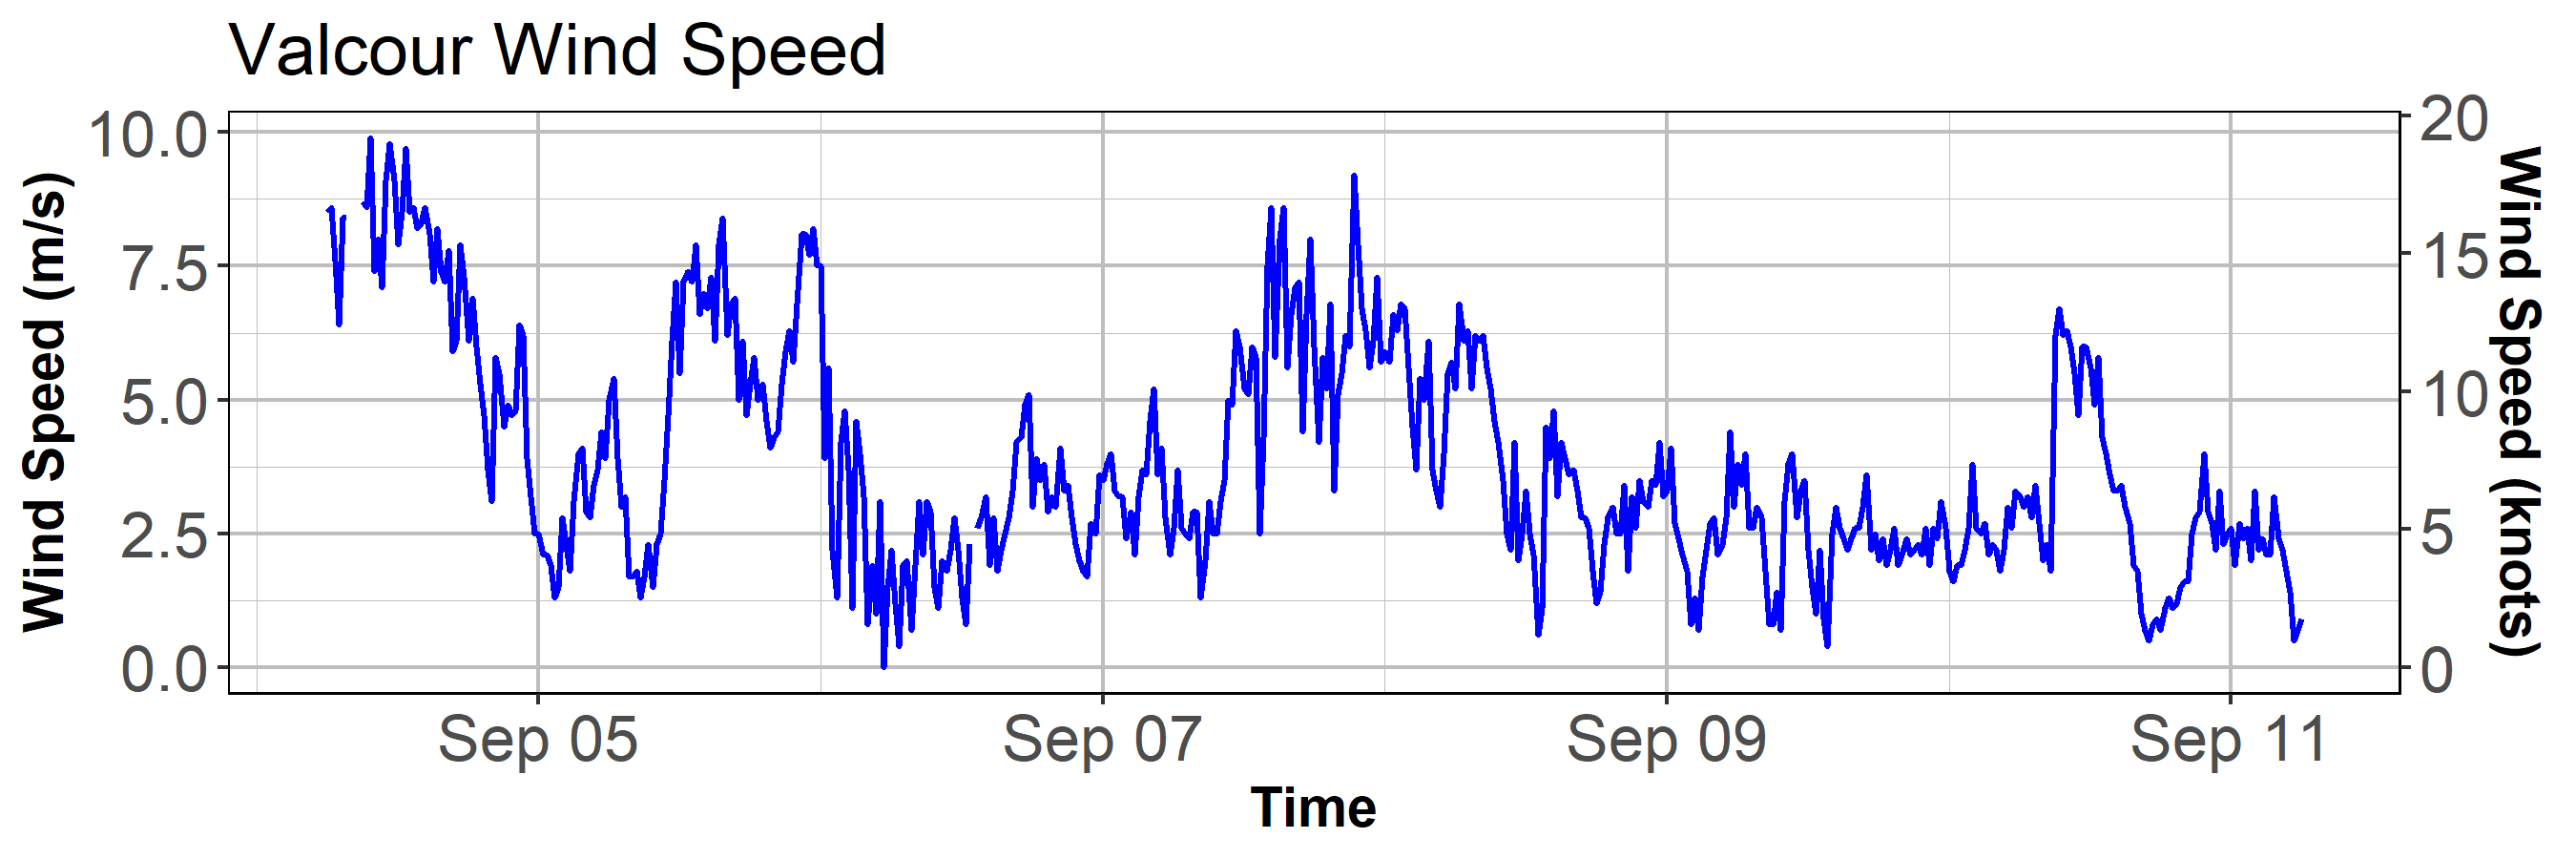 Valcour Wind Speed
Wind Speed (m/s)
10.0
7.5
5.0
2.5
0.0
20
15
10
5
0
Wind Speed (knots)
Sep 05
Sep 07
Sep 09
Sep 11
Time